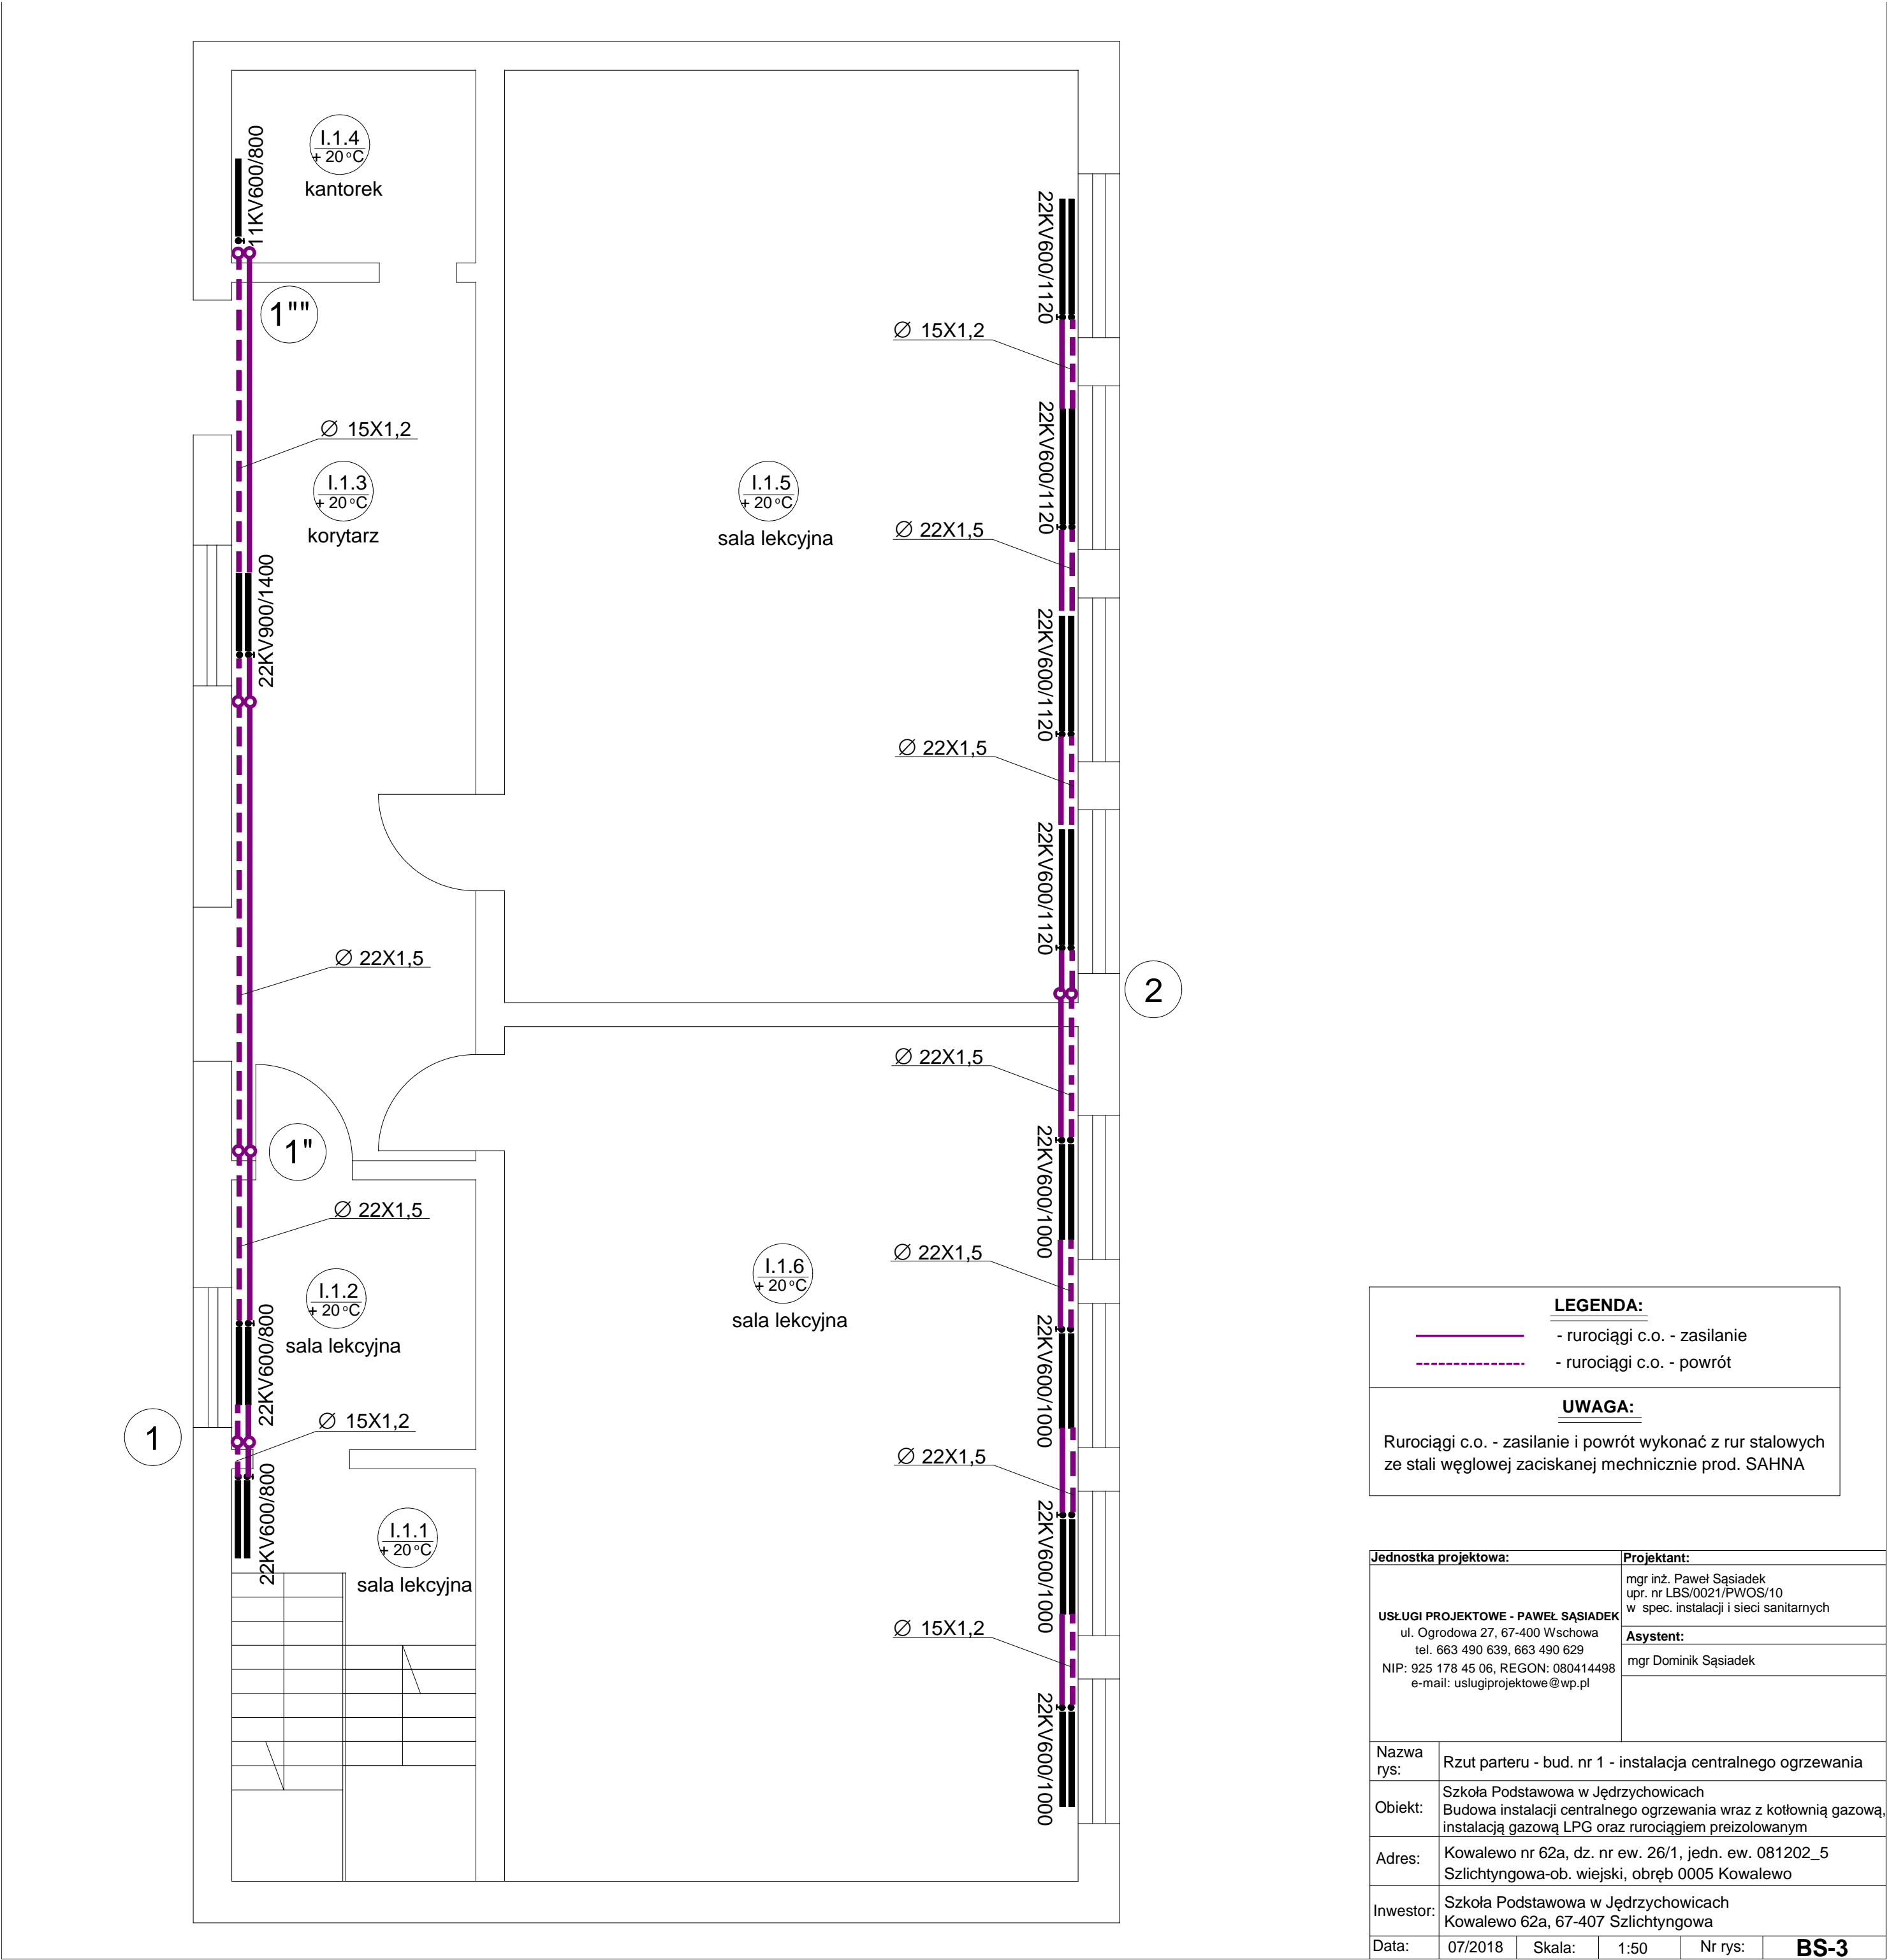 I.1.4
+ 20 °C
kantorek
11KV600/800
1""
Ø 15X1,2
I.1.3
+ 20 °C
korytarz
22KV900/1400
Ø 22X1,5
1"
Ø 22X1,5
I.1.2
+ 20 °C
sala lekcyjna
22KV600/800
1
Ø 15X1,2
22KV600/800
I.1.1
+ 20 °C
sala lekcyjna
I.1.5
+ 20 °C
sala lekcyjna
22KV600/1120
Ø 15X1,2
22KV600/1120
Ø 22X1,5
22KV600/1120
Ø 22X1,5
22KV600/1120
2
Ø 22X1,5
22KV600/1000
I.1.6
+ 20 °C
sala lekcyjna
Ø 22X1,5
22KV600/1000
Ø 22X1,5
22KV600/1000
Ø 15X1,2
22KV600/1000
LEGENDA:
- rurociągi c.o. - zasilanie
- rurociągi c.o. - powrót
UWAGA:
Rurociągi c.o. - zasilanie i powrót wykonać z rur stalowych
ze stali węglowej zaciskanej mechnicznie prod. SAHNA
Jednostka projektowa:
USŁUGI PROJEKTOWE - PAWEŁ SĄSIADEK
ul. Ogrodowa 27, 67-400 Wschowa
tel. 663 490 639, 663 490 629
NIP: 925 178 45 06, REGON: 080414498
e-mail: uslugiprojektowe@wp.pl
Projektant:
mgr inż. Paweł Sąsiadek
upr. nr LBS/0021/PWOS/10
w spec. instalacji i sieci sanitarnych
Asystent:
mgr Dominik Sąsiadek
Nazwa
rys:
Rzut parteru - bud. nr 1 - instalacja centralnego ogrzewania
Obiekt:
Szkoła Podstawowa w Jędrzychowicach
Budowa instalacji centralnego ogrzewania wraz z kotłownią gazową,
instalacją gazową LPG oraz rurociągiem preizolowanym
Adres:
Kowalewo nr 62a, dz. nr ew. 26/1, jedn. ew. 081202_5
Szlichtyngowa-ob. wiejski, obręb 0005 Kowalewo
Inwestor:
Szkoła Podstawowa w Jędrzychowicach
Kowalewo 62a, 67-407 Szlichtyngowa
Data: 07/2018 Skala: 1:50 Nr rys: BS-3